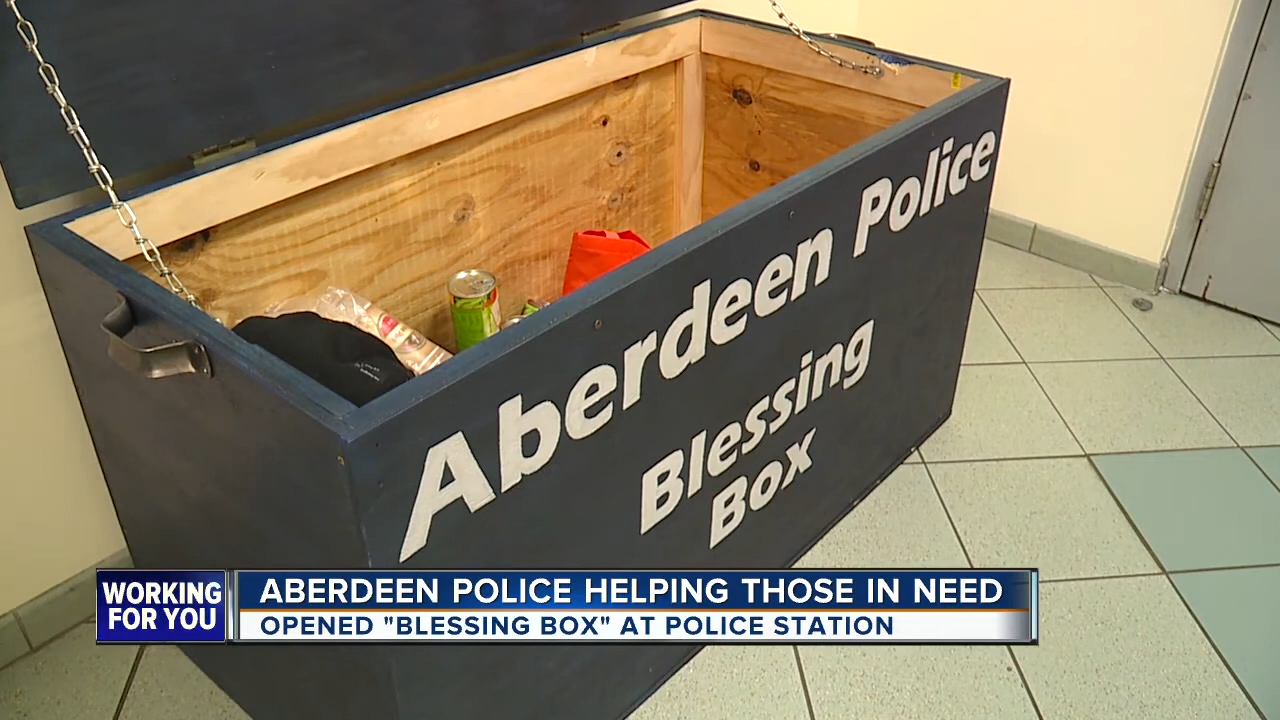 Aberdeen Police
Blessing
Box
WORKING
FOR YOU
ABERDEEN POLICE HELPING THOSE IN NEED
OPENED "BLESSING BOX" AT POLICE STATION